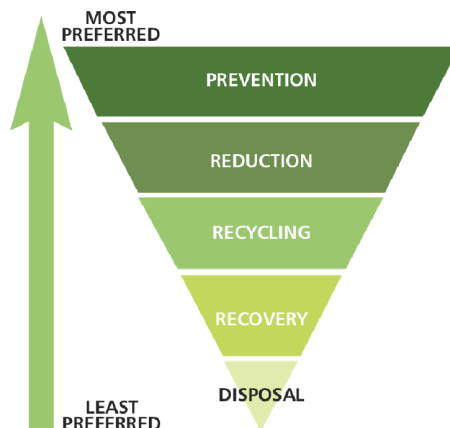 MOST
PREFERRED
PREVENTION
REDUCTION
RECYCLING
RECOVERY
DISPOSAL
LEAST
PREFERRED